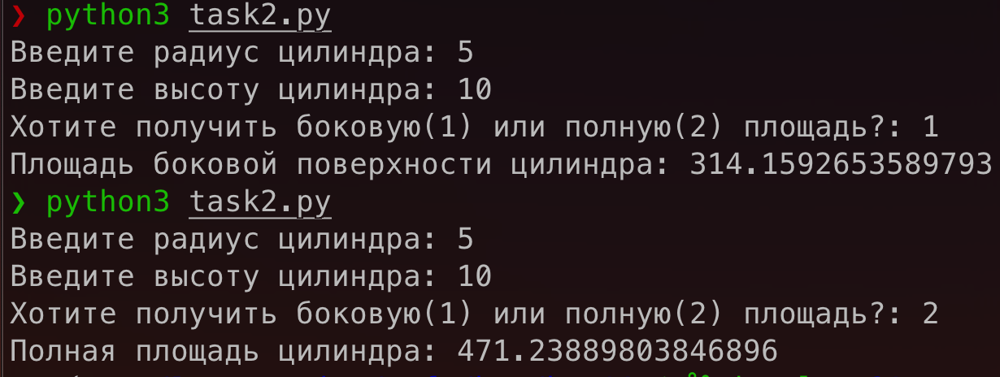 ❯ python3 task2.py
Введите радиус цилиндра: 5
Введите высоту цилиндра: 10
Хотите получить боковую(1) или полную(2) площадь?: 1
Площадь боковой поверхности цилиндра: 314.1592653589793
❯ python3 task2.py
Введите радиус цилиндра: 5
Введите высоту цилиндра: 10
Хотите получить боковую(1) или полную(2) площадь?: 2
Полная площадь цилиндра: 471.23889803846896